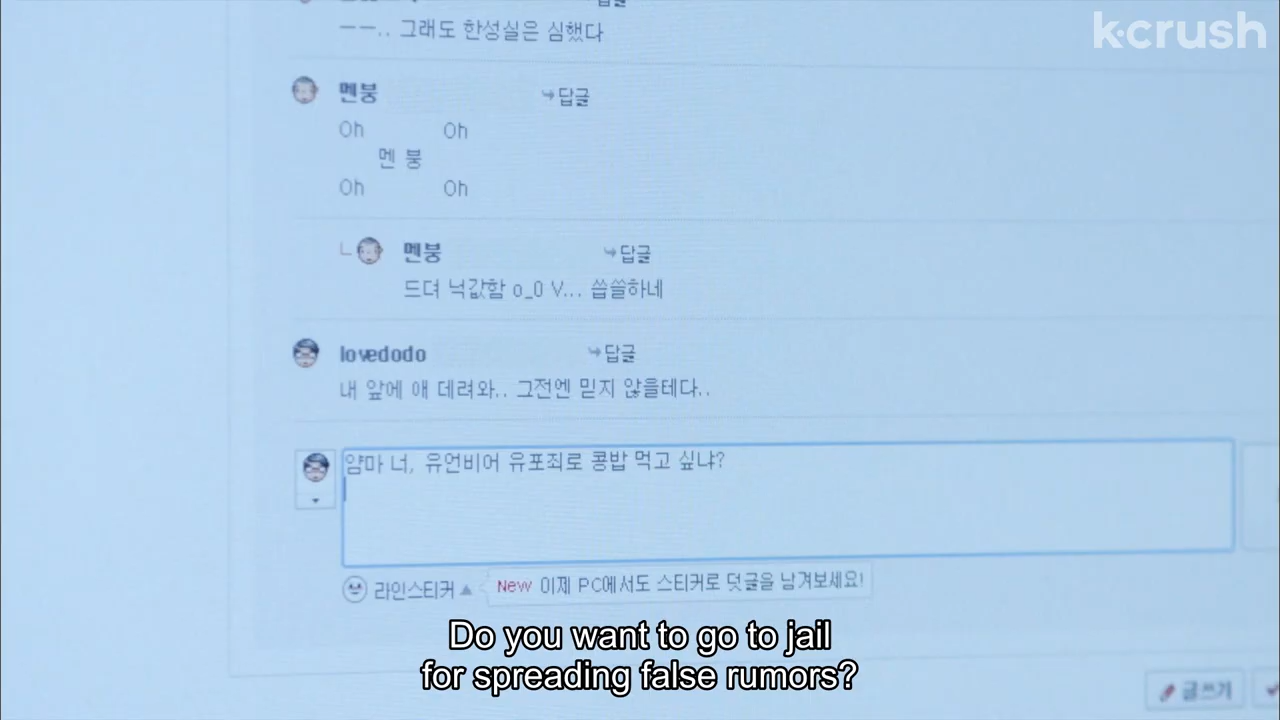 k·crush
답글
ㅡㅡ.. 그래도 한성실은 심했다
멘붕 답글
Oh Oh
멘 붕
Oh Oh
ㄴ 멘붕 답글
드뎌 닉값함 o_0 V... 씁쓸하네
lovedodo 답글
내 앞에 애 데려와.. 그전엔 믿지 않을테다..
얌마 너, 유언비어 유포죄로 콩밥 먹고 싶냐?
라인스티커 ▲ New 이제 PC에서도 스티커로 덧글을 남겨보세요!
Do you want to go to jail
for spreading false rumors?
글쓰기